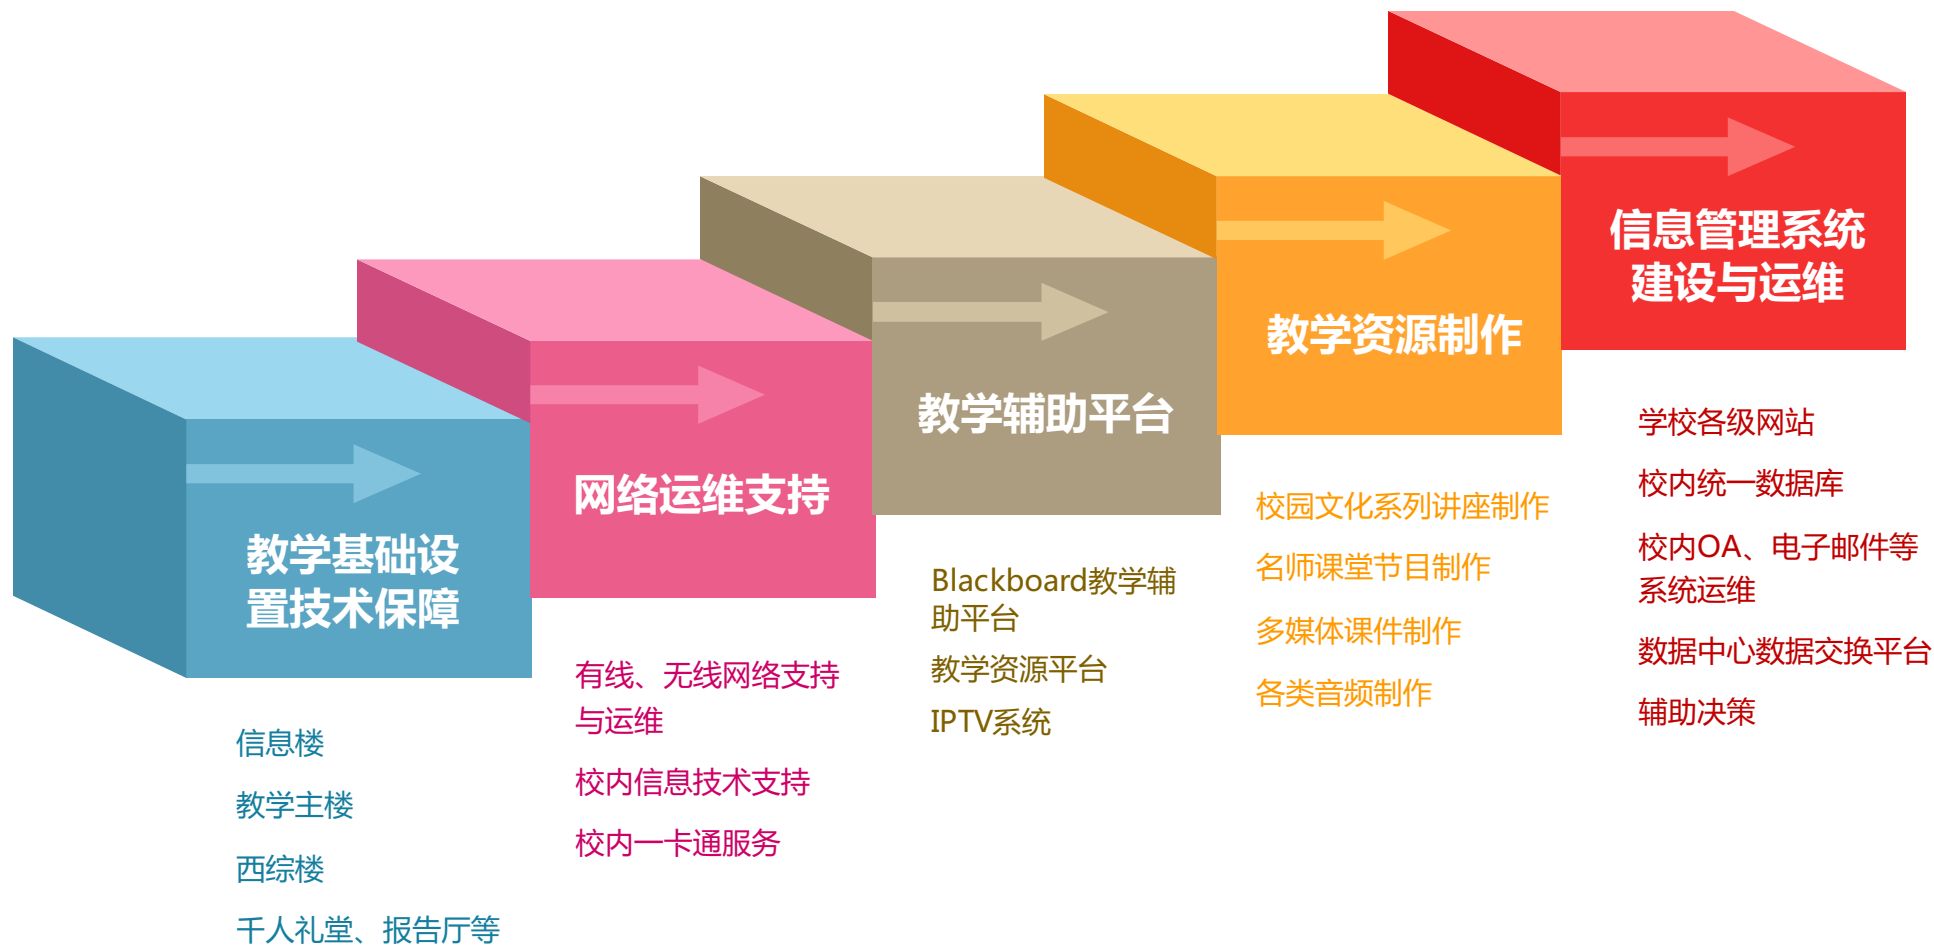 教学基础设
置技术保障
信息楼
教学主楼
西综楼
千人礼堂、报告厅等
网络运维支持
有线、无线网络支持
与运维
校内信息技术支持
校内一卡通服务
教学辅助平台
Blackboard教学辅
助平台
教学资源平台
IPTV系统
教学资源制作
校园文化系列讲座制作
名师课堂节目制作
多媒体课件制作
各类音频制作
信息管理系统
建设与运维
学校各级网站
校内统一数据库
校内OA、电子邮件等
系统运维
数据中心数据交换平台
辅助决策